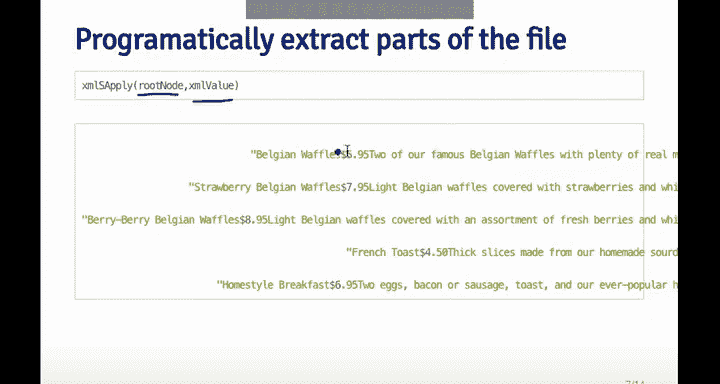 Programatically extract parts of the file
xmlSApply(rootNode,xmlValue)
"Belgian Waffles$5.95Two of our famous Belgian Waffles with plenty of real m
"Strawberry Belgian Waffles$7.95Light Belgian waffles covered with strawberries and whi
"Berry-Berry Belgian Waffles$8.95Light Belgian waffles covered with an assortment of fresh berries and whi
"French Toast$4.50Thick slices made from our homemade sourd
"Homestyle Breakfast$6.95Two eggs, bacon or sausage, toast, and our ever-popular h